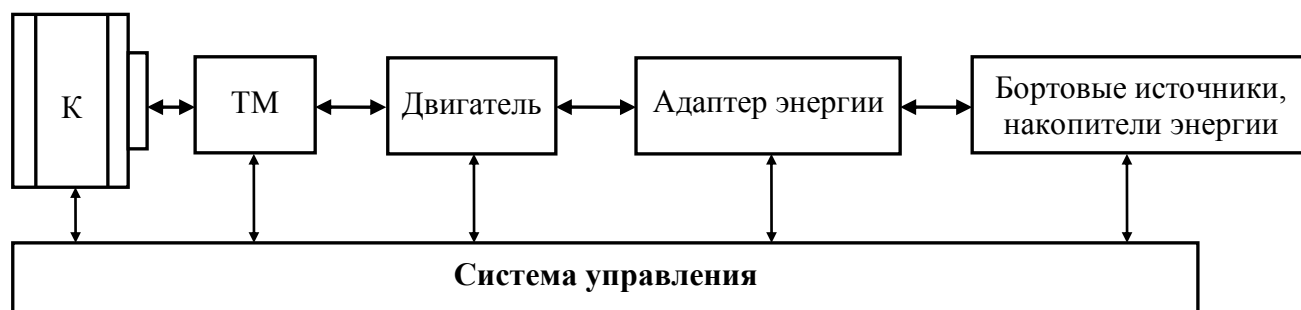 К
ТМ
Двигатель
Адаптер энергии
Бортовые источники,
накопители энергии
Система управления